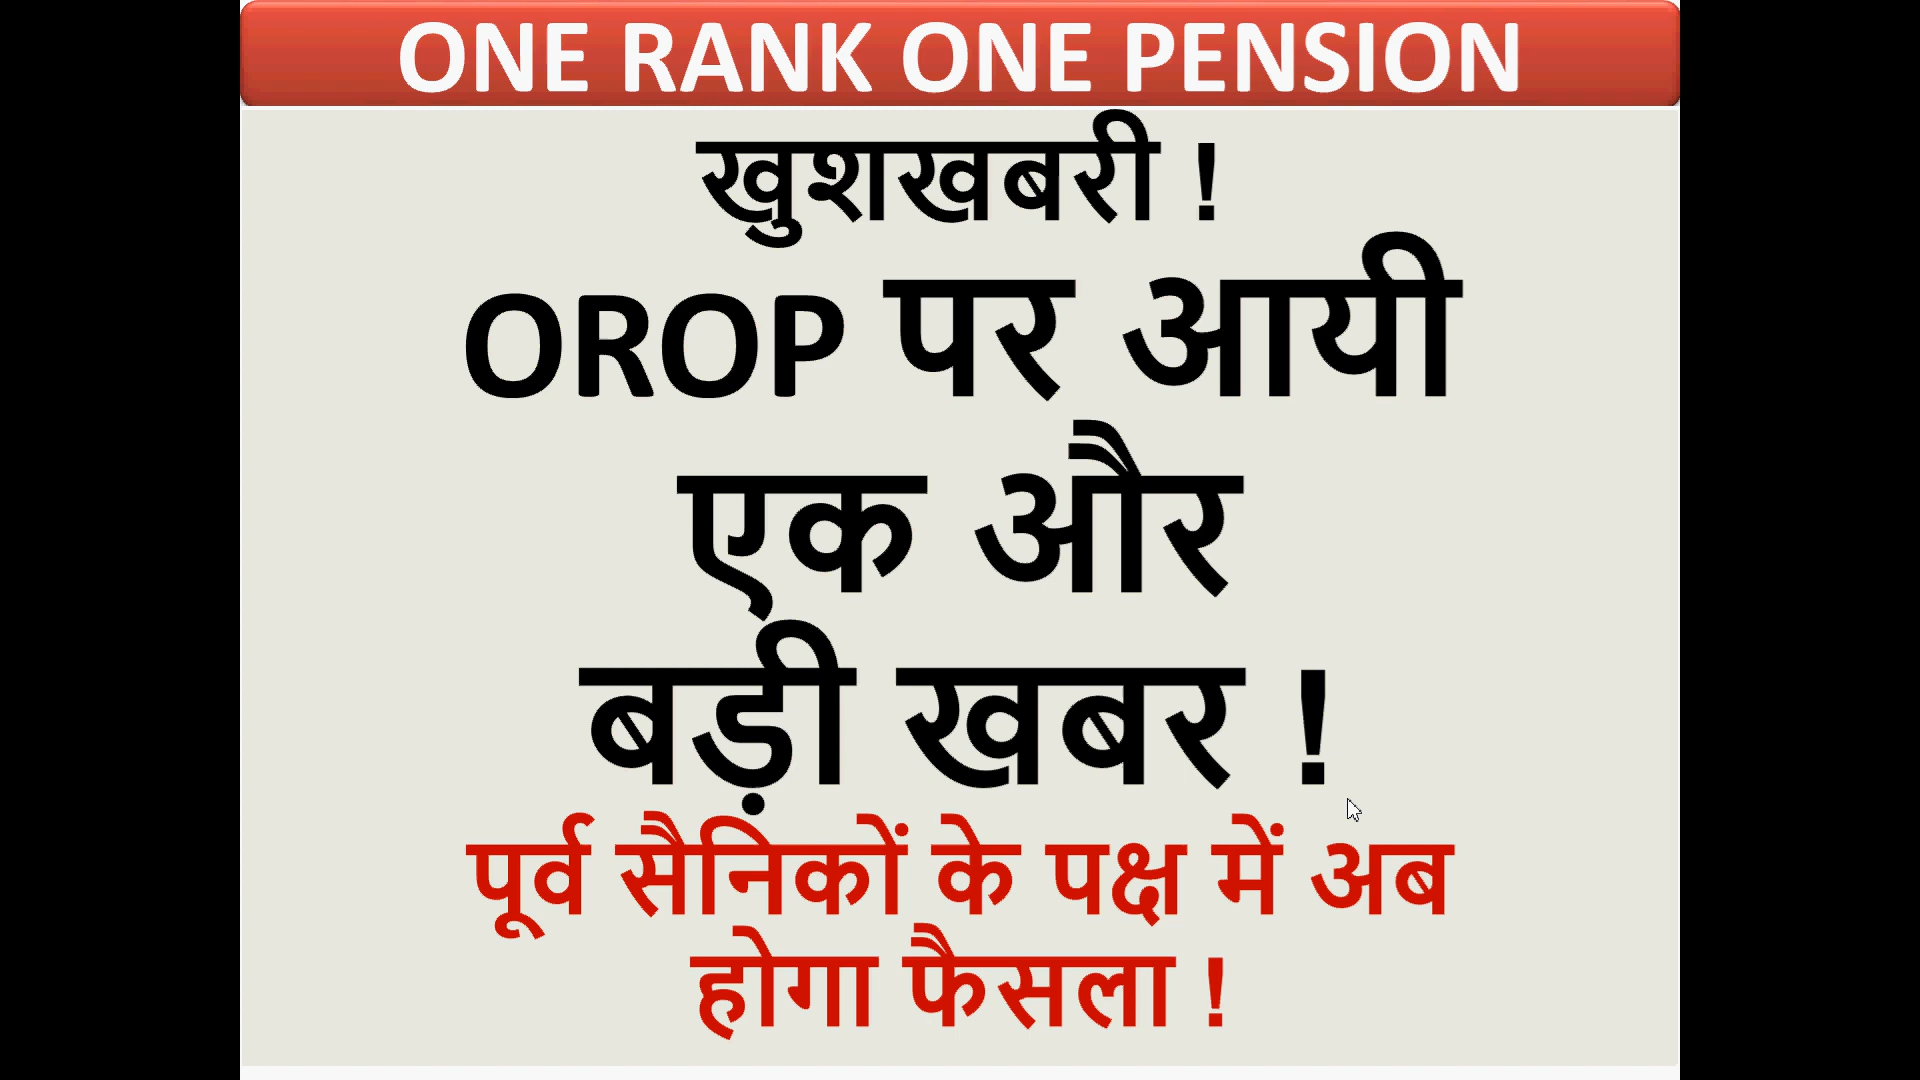 ONE RANK ONE PENSION
खुशखबरी !
OROP पर आयी
एक और
बड़ी खबर !
पूर्व सैनिकों के पक्ष में अब
होगा फैसला !